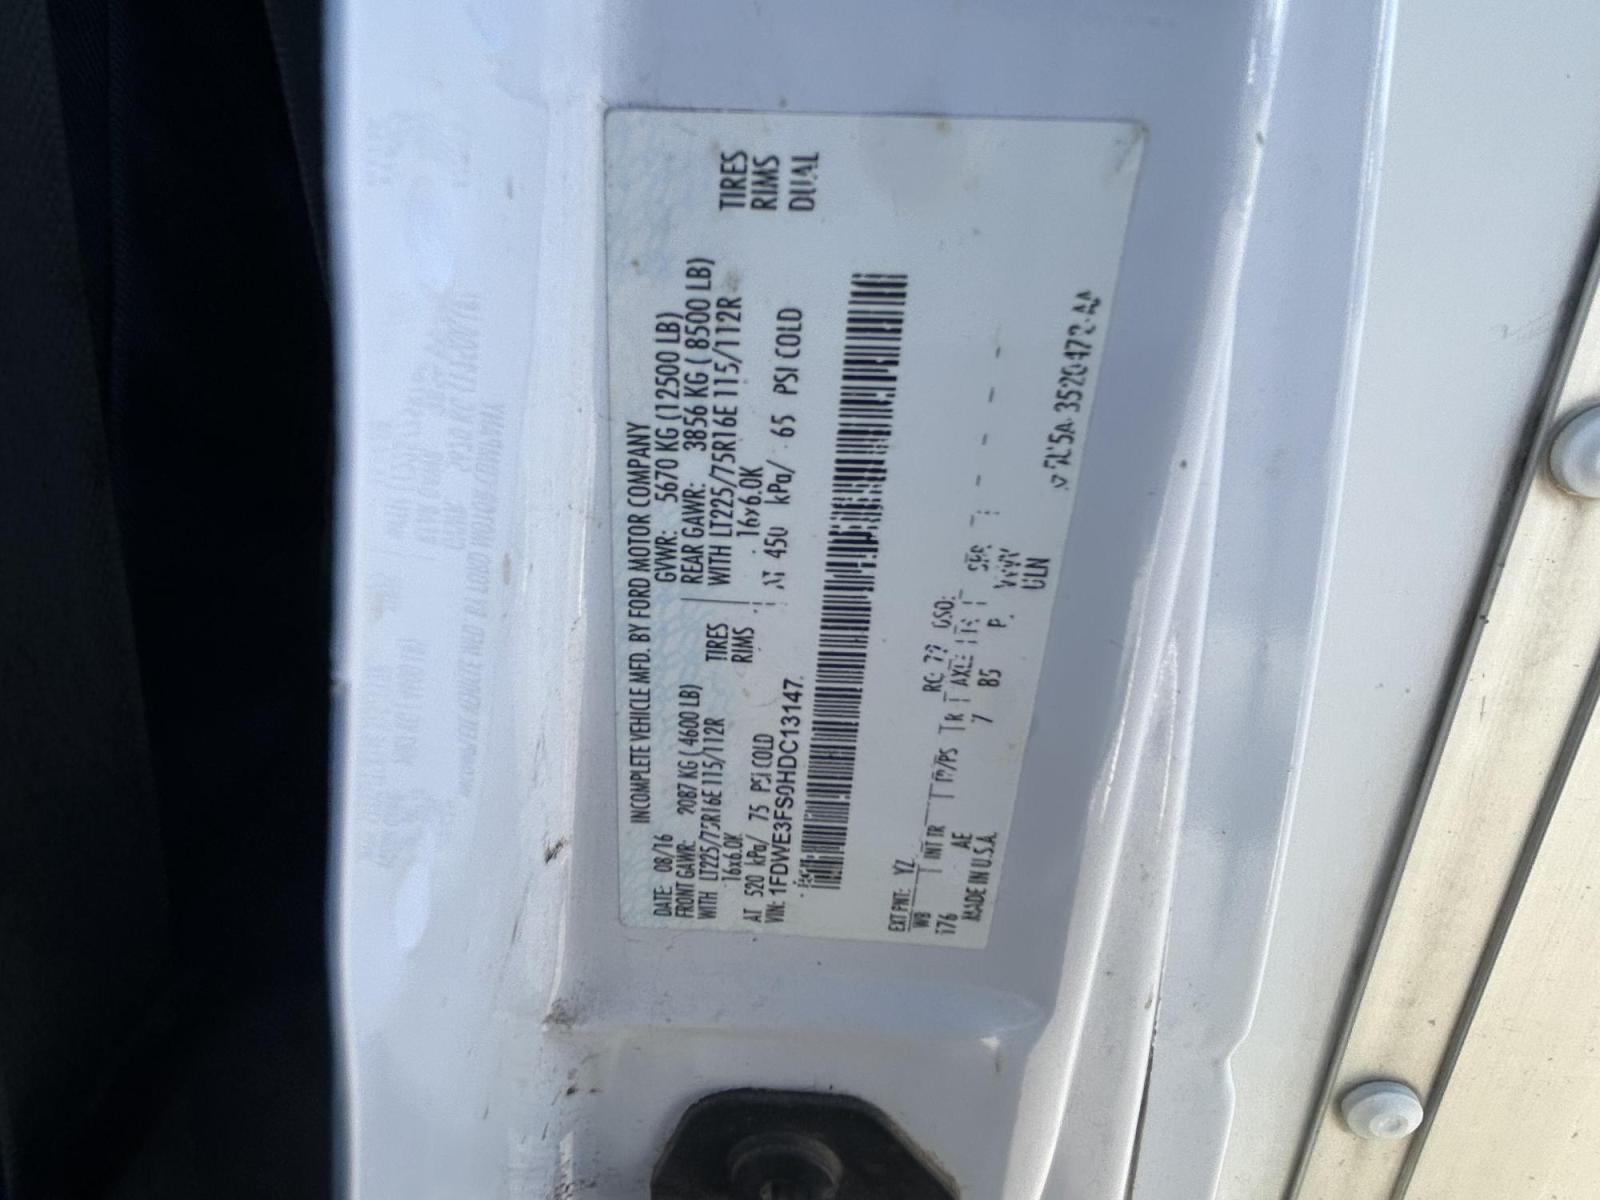 INCOMPLETE VEHICLE MFD. BY FORD MOTOR COMPANY
DATE: 08/16 GVWR: 5670 KG (12500 LB)
FRONT GAWR: 2087 KG ( 4600 LB) REAR GAWR: 3856 KG ( 8500 LB)
WITH LT225/75R16E 115/112R TIRES WITH LT225/75R16E 115/112R TIRES
16x6.0K RIMS 16x6.0K RIMS
AT 520 kPa/ 75 PSI COLD AT 450 kPa/ 65 PSI COLD DUAL
VIN: 1FDWE3FS0HDC13147
EXT PNT: YZ RC: DSO:
WB INT TR TP/PS R AXLE TR SPR
176 AE 7 B5
MADE IN U.S.A.